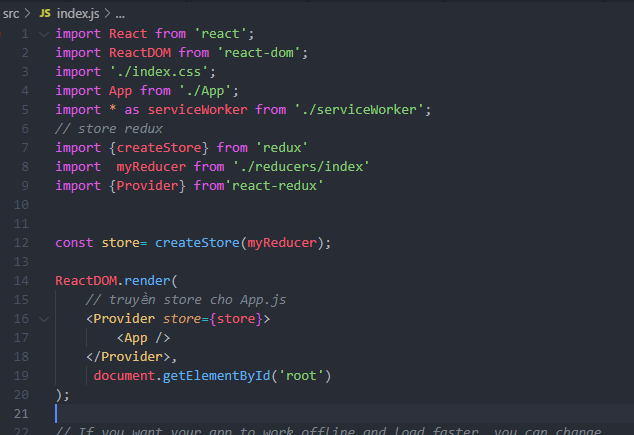 src > JS index.js > ...
1 import React from 'react';
2 import ReactDOM from 'react-dom';
3 import './index.css';
4 import App from './App';
5 import * as serviceWorker from './serviceWorker';
6 // store redux
7 import {createStore} from 'redux'
8 import  myReducer from './reducers/index'
9 import {Provider} from'react-redux'
10
11
12 const store= createStore(myReducer);
13
14 ReactDOM.render(
15     // truyền store cho App.js
16     <Provider store={store}>
17         <App />
18     </Provider>,
19      document.getElementById('root')
20 );
21
22 // If you want your app to work offline and load faster, you can change